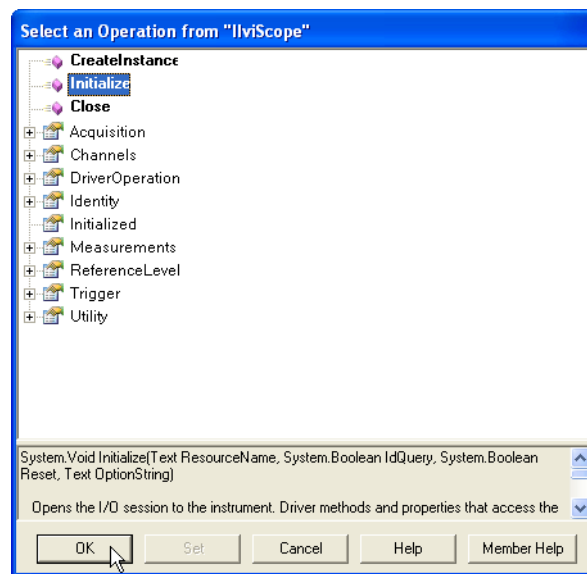 Select an Operation from "IIviScope"
CreateInstance
Initialize
Close
Acquisition
Channels
DriverOperation
Identity
Initialized
Measurements
ReferenceLevel
Trigger
Utility
System.Void Initialize(Text ResourceName, System.Boolean IdQuery, System.Boolean
Reset, Text OptionString)
Opens the I/O session to the instrument. Driver methods and properties that access the
OK
Set
Cancel
Help
Member Help